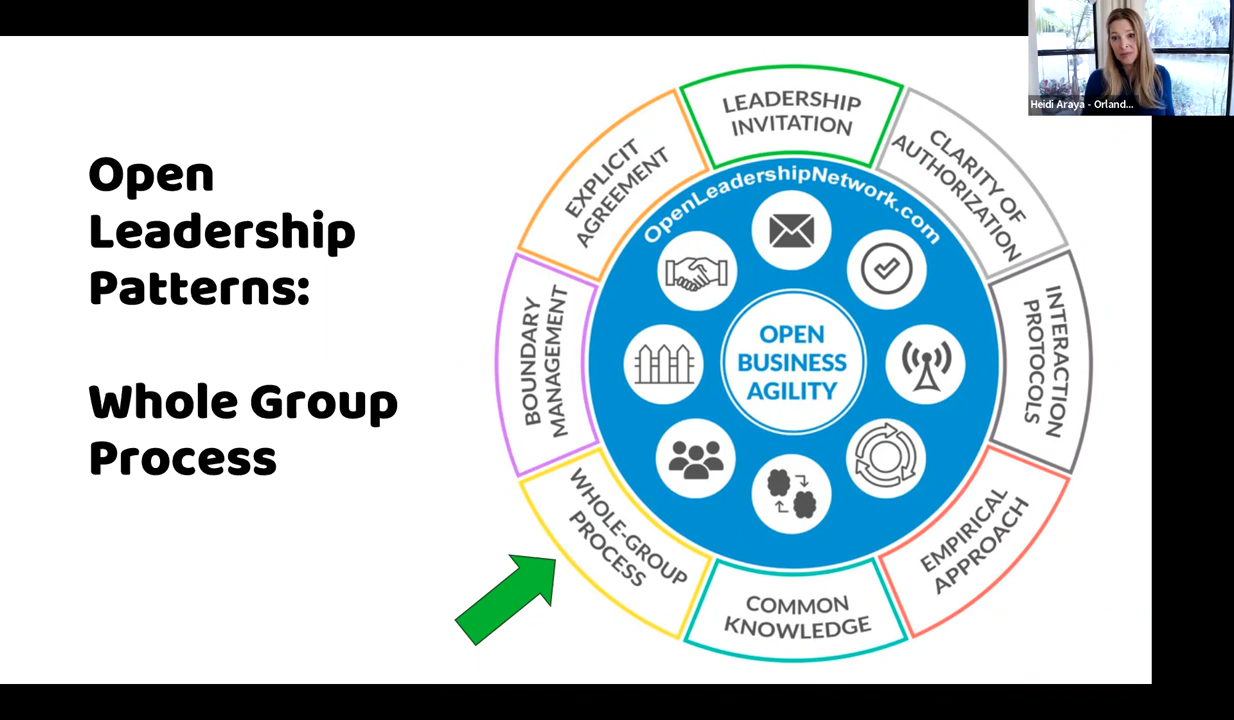 Open
Leadership
Patterns:
Whole Group
Process
LEADERSHIP
INVITATION
CLARITY OF
AUTHORIZATION
INTERACTION
PROTOCOLS
EMPIRICAL
APPROACH
COMMON
KNOWLEDGE
WHOLE-GROUP
PROCESS
BOUNDARY
MANAGEMENT
EXPLICIT
AGREEMENT
OpenLeadershipNetwork.com
OPEN
BUSINESS
AGILITY
Heidi Araya - Orland...